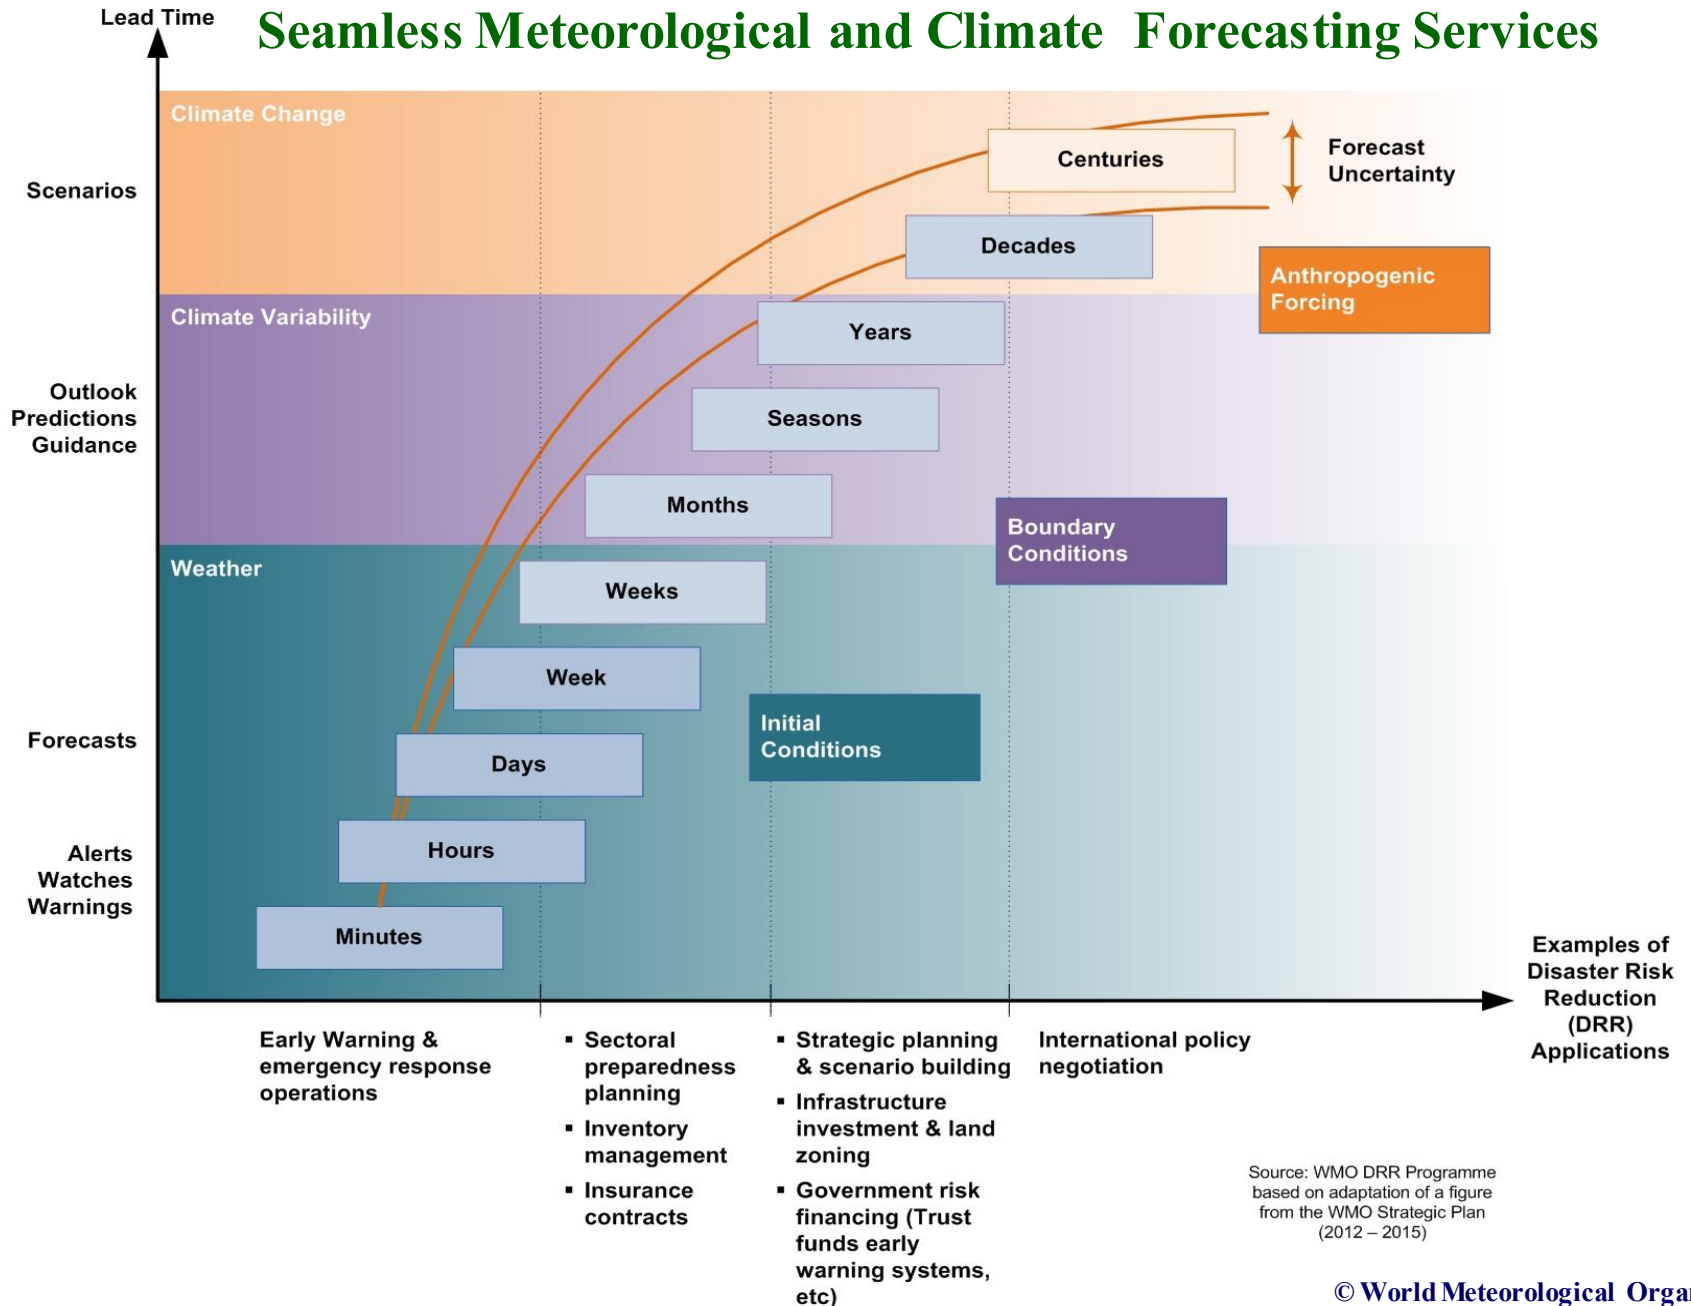 Lead Time
Seamless Meteorological and Climate Forecasting Services
Climate Change
Scenarios
Centuries
Forecast
Uncertainty
Decades
Anthropogenic
Forcing
Climate Variability
Years
Outlook
Predictions
Guidance
Seasons
Months
Boundary
Conditions
Weather
Weeks
Week
Initial
Conditions
Forecasts
Days
Alerts
Watches
Warnings
Hours
Minutes
Examples of
Disaster Risk
Reduction
(DRR)
Applications
Early Warning &
emergency response
operations
▪ Sectoral
preparedness
planning
▪ Inventory
management
▪ Insurance
contracts
▪ Strategic planning
& scenario building
▪ Infrastructure
investment & land
zoning
▪ Government risk
financing (Trust
funds early
warning systems,
etc)
International policy
negotiation
Source: WMO DRR Programme
based on adaptation of a figure
from the WMO Strategic Plan
(2012 – 2015)
© World Meteorological